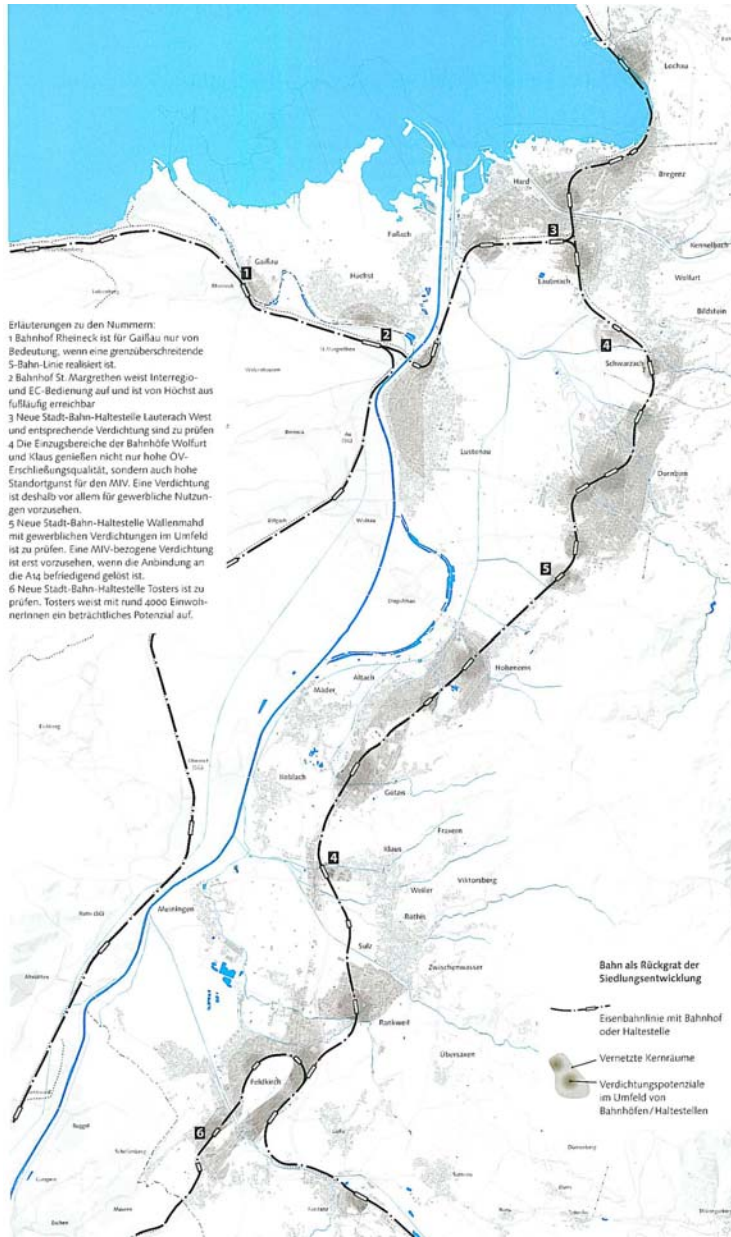 Lochau
Bregenz
Hard
Kennelbach
Fußach
3
Gaißau
1
Höchst
Lauterach
Wolfurt
Rheineck
Bildstein
Erläuterungen zu den Nummern:
1 Bahnhof Rheineck ist für Gaißau nur von
Bedeutung, wenn eine grenzüberschreitende
S-Bahn-Linie realisiert ist.
2 Bahnhof St. Margrethen weist Interregio-
und EC-Bedienung auf und ist von Höchst aus
fußläufig erreichbar
3 Neue Stadt-Bahn-Haltestelle Lauterach West
und entsprechende Verdichtung sind zu prüfen
4 Die Einzugsbereiche der Bahnhöfe Wolfurt
und Klaus genießen nicht nur hohe ÖV-
Erschließungsqualität, sondern auch hohe
Standortgunst für den MIV. Eine Verdichtung
ist deshalb vor allem für gewerbliche Nutzun-
gen vorzusehen.
5 Neue Stadt-Bahn-Haltestelle Wallenmahd
mit gewerblichen Verdichtungen im Umfeld
ist zu prüfen. Eine MIV-bezogene Verdichtung
ist erst vorzusehen, wenn die Anbindung an
die A14 befriedigend gelöst ist.
6 Neue Stadt-Bahn-Haltestelle Tosters ist zu
prüfen. Tosters weist mit rund 4000 Einwoh-
nerInnen ein beträchtliches Potenzial auf.
2
St. Margrethen
4
Schwarzach
Lustenau
Dornbirn
Widnau
5
Diepoldsau
Hohenems
Altach
Mäder
Koblach
Götzis
Fraxern
Klaus
4
Weiler
Viktorsberg
Röthis
Meiningen
Sulz
Zwischenwasser
Rankweil
Übersaxen
Feldkirch
6
Bahn als Rückgrat der
Siedlungsentwicklung
Eisenbahnlinie mit Bahnhof
oder Haltestelle
Vernetzte Kernräume
Verdichtungspotenziale
im Umfeld von
Bahnhöfen/Haltestellen
Ruggell
Schellenberg
Mauren
Eschen